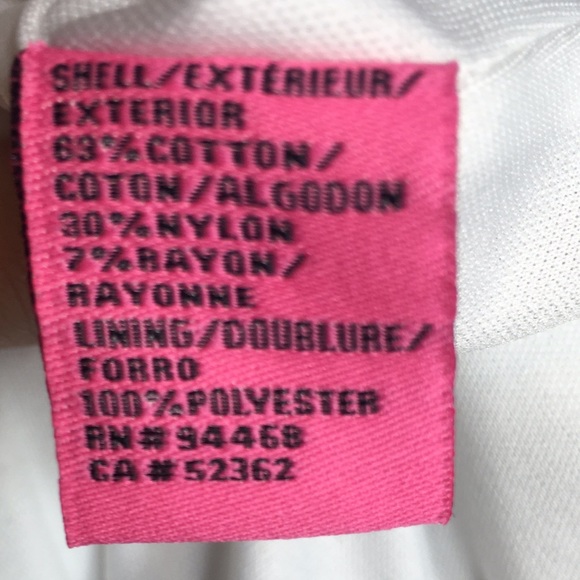 SHELL/EXTÉRIEUR/
EXTERIOR
63%COTTON/
COTON/ALGODON
30%NYLON
7%RAYON/
RAYONNE
LINING/DOUBLURE/
FORRO
100%POLYESTER
RN# 94468
CA# 52362